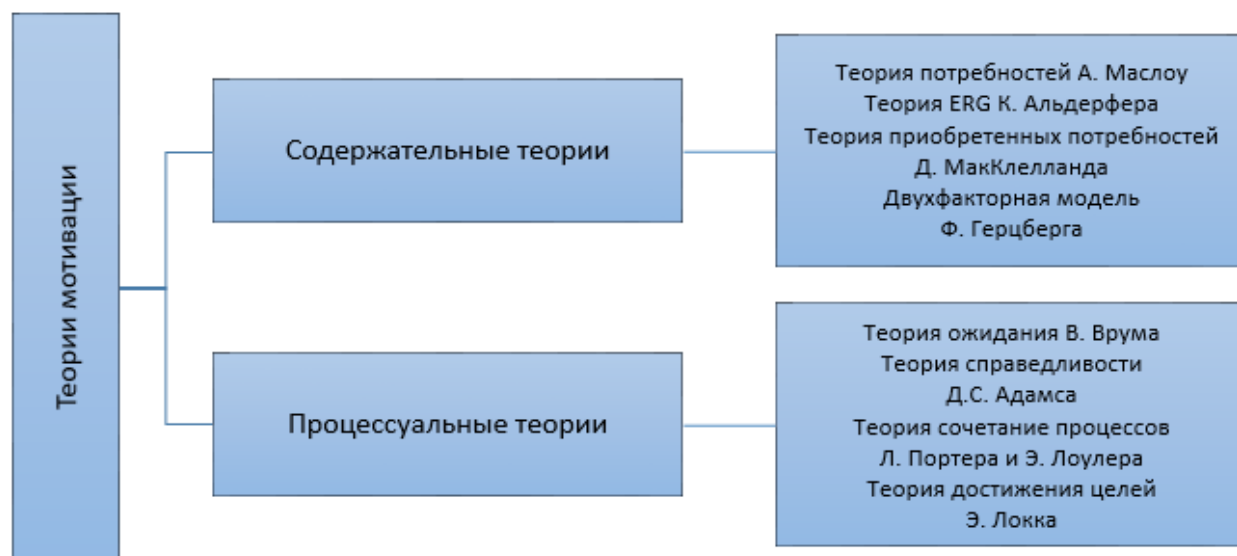 Теории мотивации
Содержательные теории
Теория потребностей А. Маслоу
Теория ERG К. Альдерфера
Теория приобретенных потребностей
Д. МакКлелланда
Двухфакторная модель
Ф. Герцберга
Процессуальные теории
Теория ожидания В. Врума
Теория справедливости
Д.С. Адамса
Теория сочетание процессов
Л. Портера и Э. Лоулера
Теория достижения целей
Э. Локка